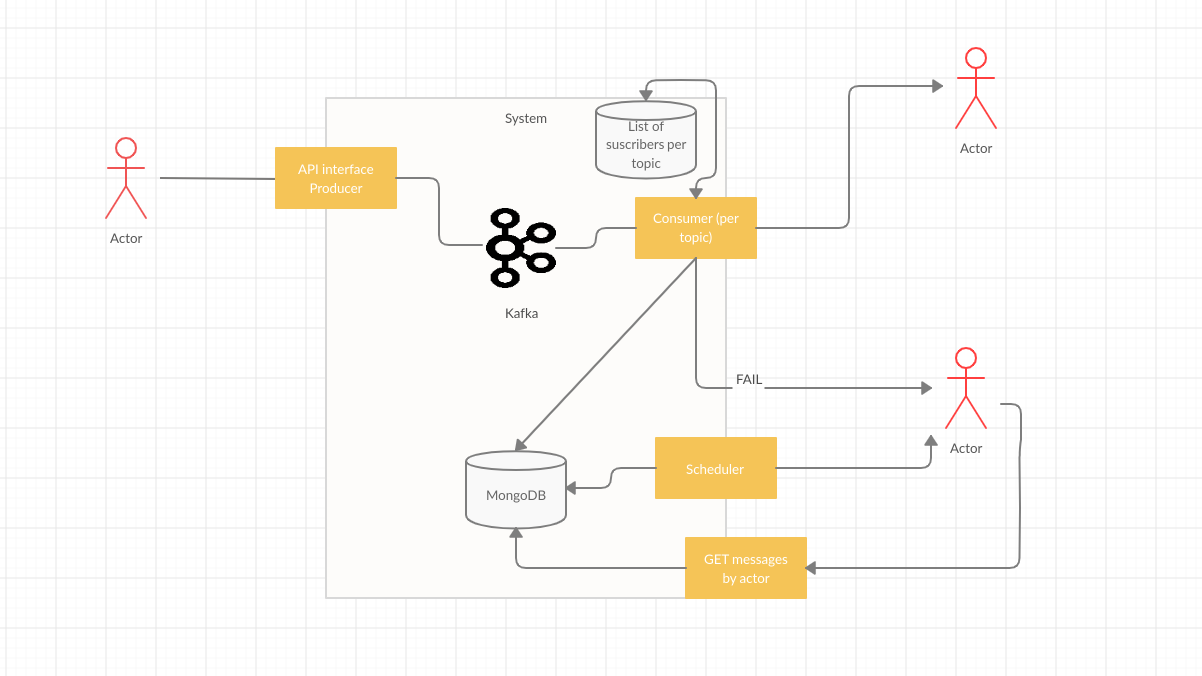 System
List of
suscribers per
topic
Actor
API interface
Producer
Actor
Consumer (per
topic)
Kafka
FAIL
Actor
Scheduler
MongoDB
GET messages
by actor